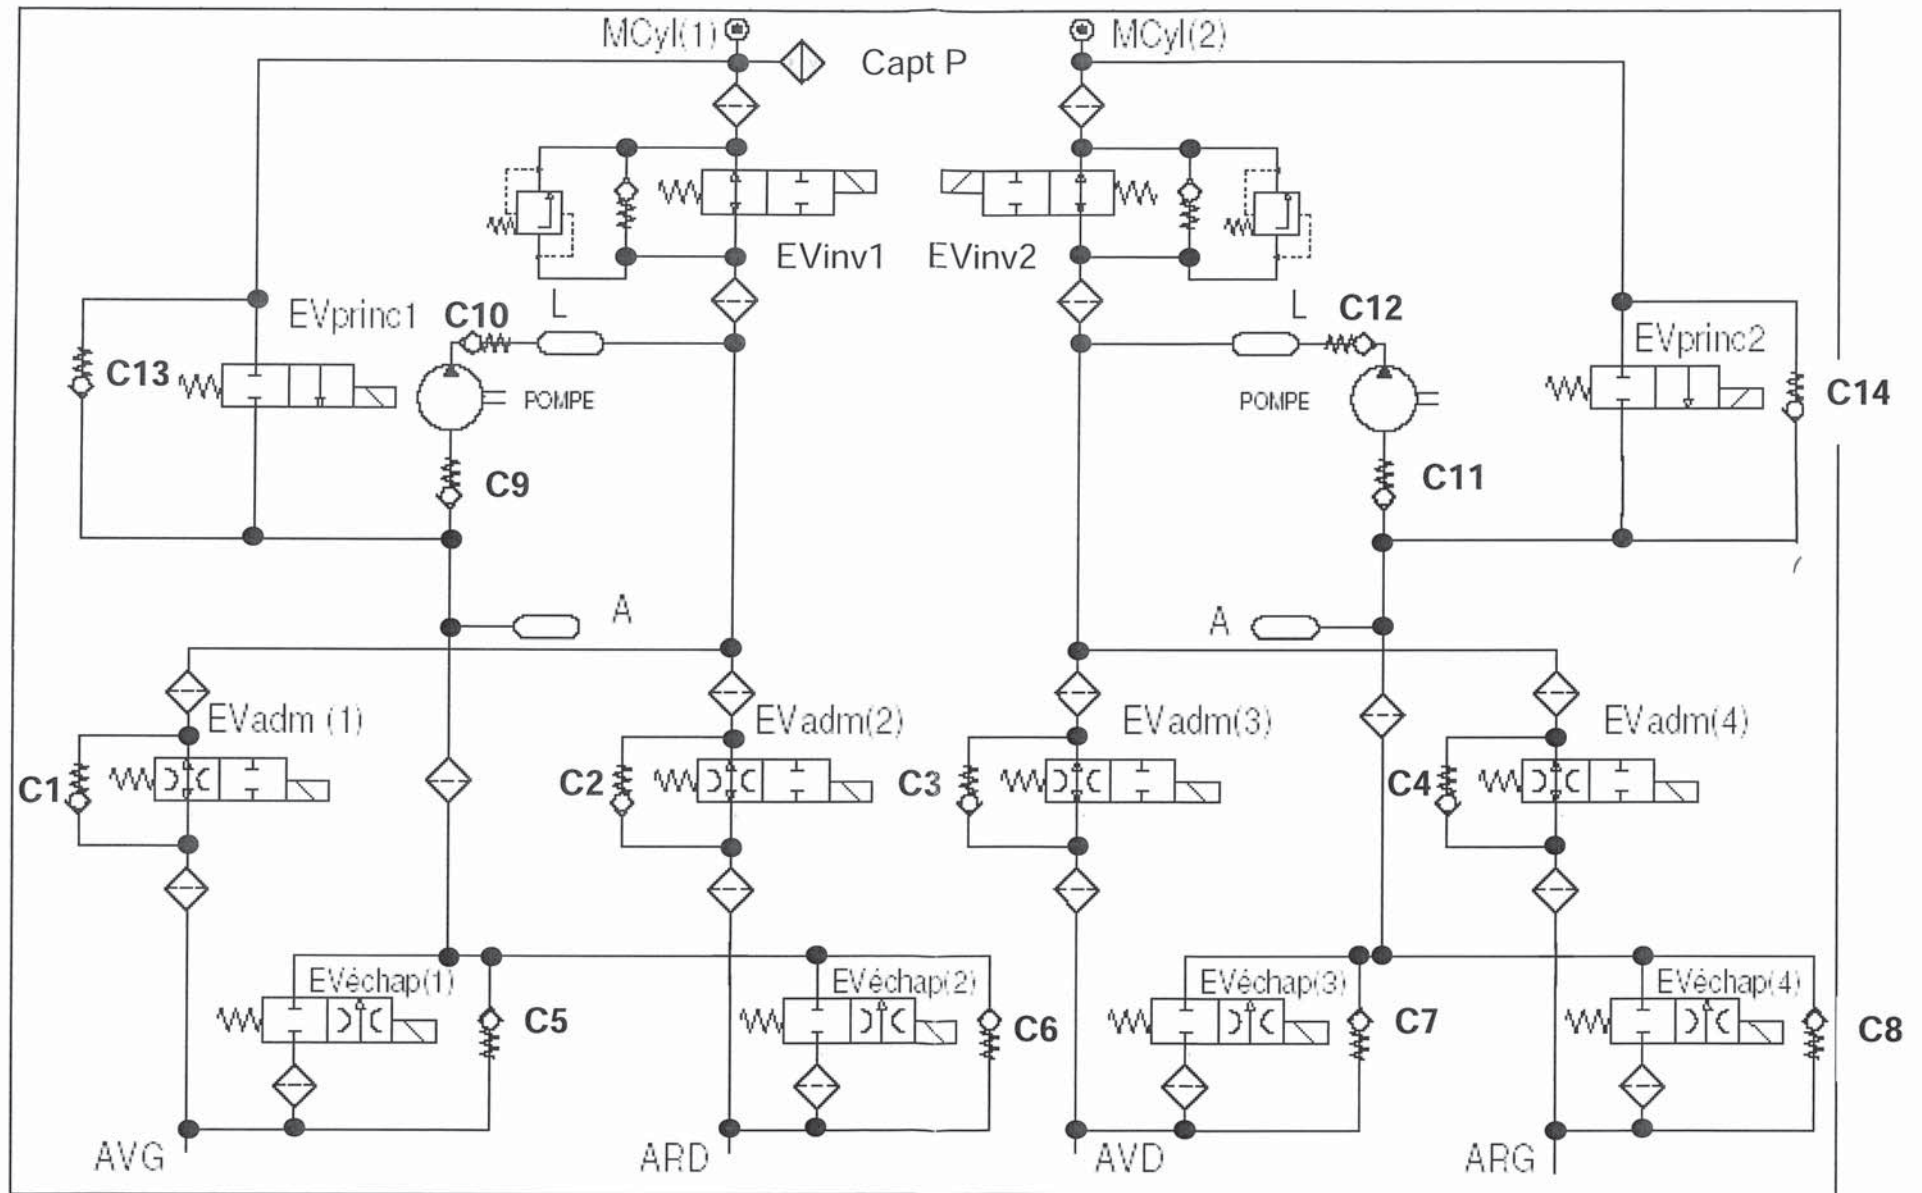 MCyl(1)
MCyl(2)
Capt P
EVinv1
EVinv2
EVprinc1
C10
L
L
C12
EVprinc2
C13
POMPE
POMPE
C14
C9
C11
A
A
EVadm (1)
EVadm(2)
EVadm(3)
EVadm(4)
C1
C2
C3
C4
EVéchap(1)
EVéchap(2)
EVéchap(3)
EVéchap(4)
C5
C6
C7
C8
AVG
ARD
AVD
ARG